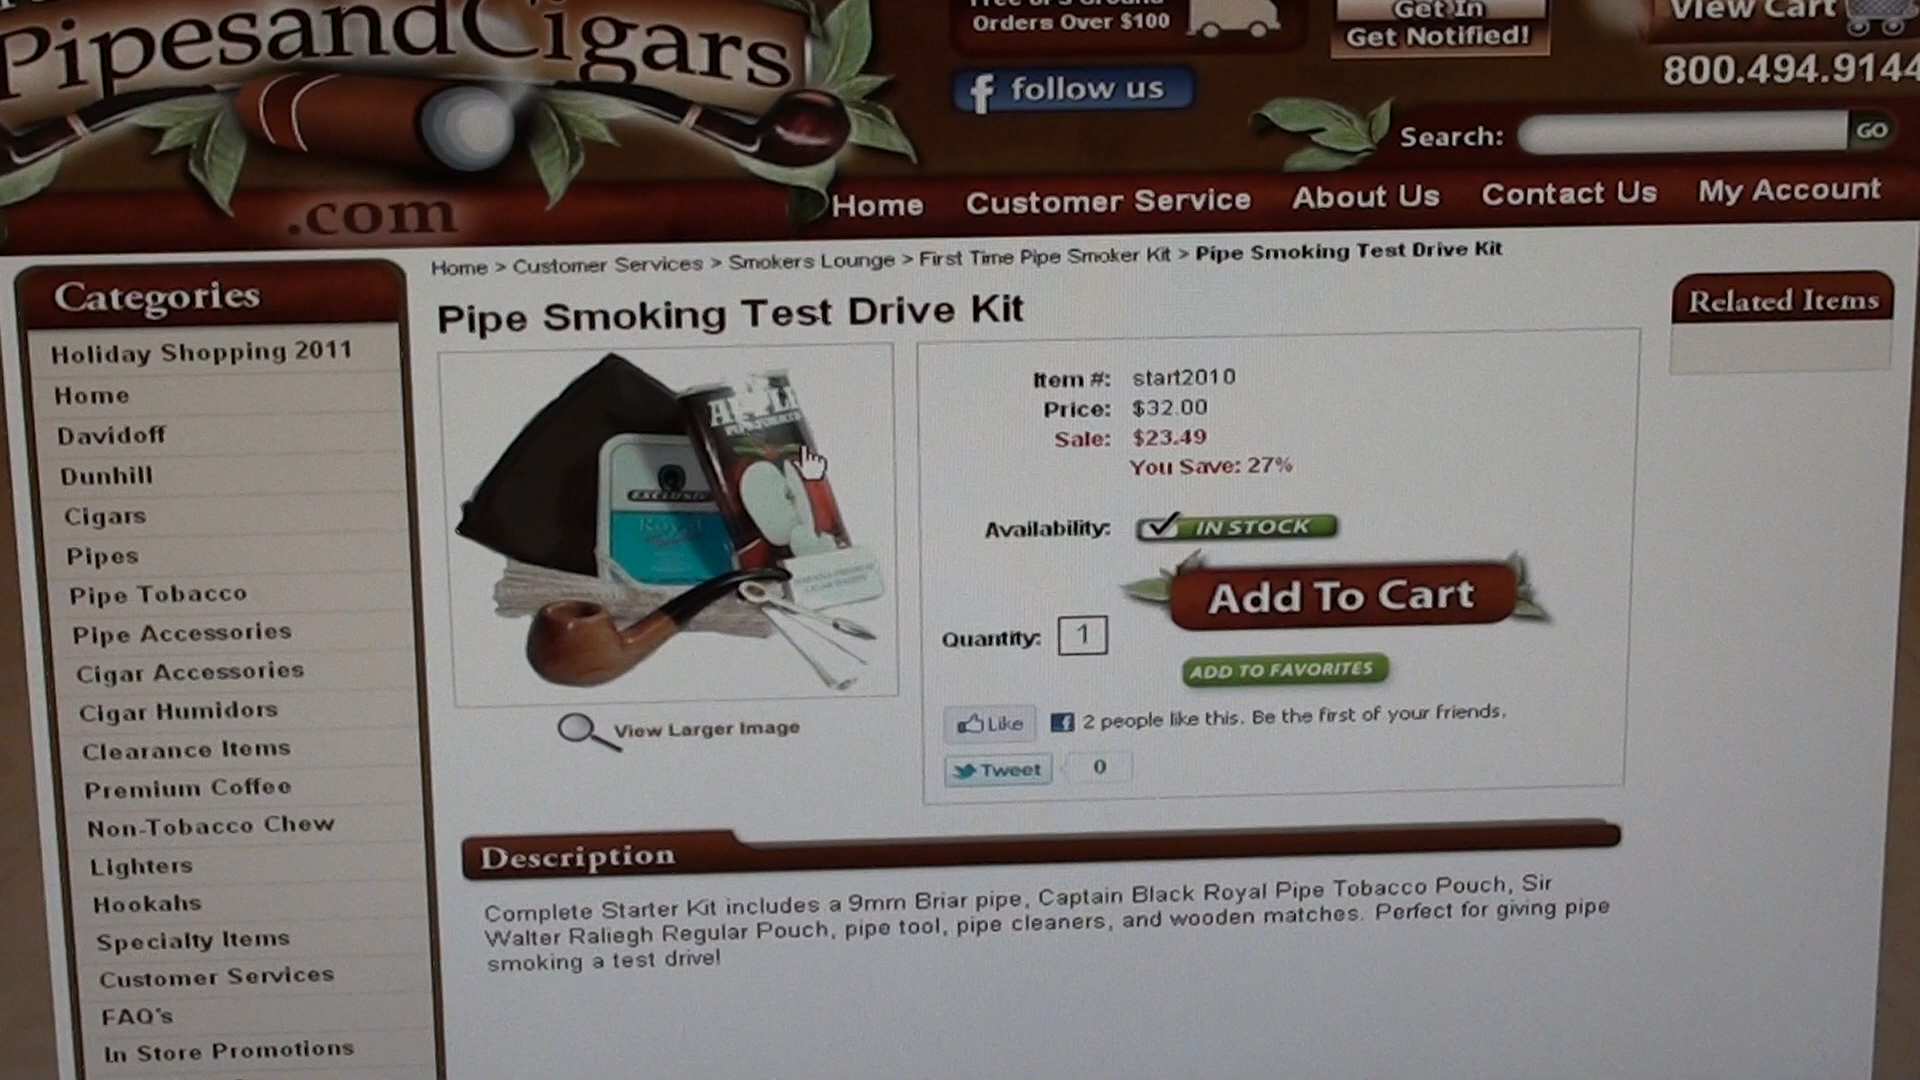 PipesandCigars
.com
Orders Over $100
Get In
Get Notified!
View Cart
800.494.9144
follow us
Search:
GO
Home
Customer Service
About Us
Contact Us
My Account
Home > Customer Services > Smokers Lounge > First Time Pipe Smoker Kit > Pipe Smoking Test Drive Kit
Categories
Holiday Shopping 2011
Home
Davidoff
Dunhill
Cigars
Pipes
Pipe Tobacco
Pipe Accessories
Cigar Accessories
Cigar Humidors
Clearance Items
Premium Coffee
Non-Tobacco Chew
Lighters
Hookahs
Specialty Items
Customer Services
FAQ's
In Store Promotions
Pipe Smoking Test Drive Kit
Royal
View Larger Image
Item #: start2010
Price: $32.00
Sale: $23.49
You Save: 27%
Availability: IN STOCK
Add To Cart
Quantity: 1
ADD TO FAVORITES
Like
2 people like this. Be the first of your friends.
Tweet
0
Related Items
Description
Complete Starter Kit includes a 9mm Briar pipe, Captain Black Royal Pipe Tobacco Pouch, Sir
Walter Raliegh Regular Pouch, pipe tool, pipe cleaners, and wooden matches. Perfect for giving pipe
smoking a test drive!